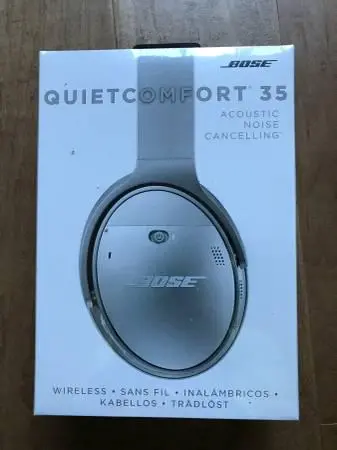 BOSE
QUIETCOMFORT 35
ACOUSTIC
NOISE
CANCELLING
BOSE
WIRELESS • SANS FIL • INALÁMBRICOS •
KABELLOS • TRÅDLÖST